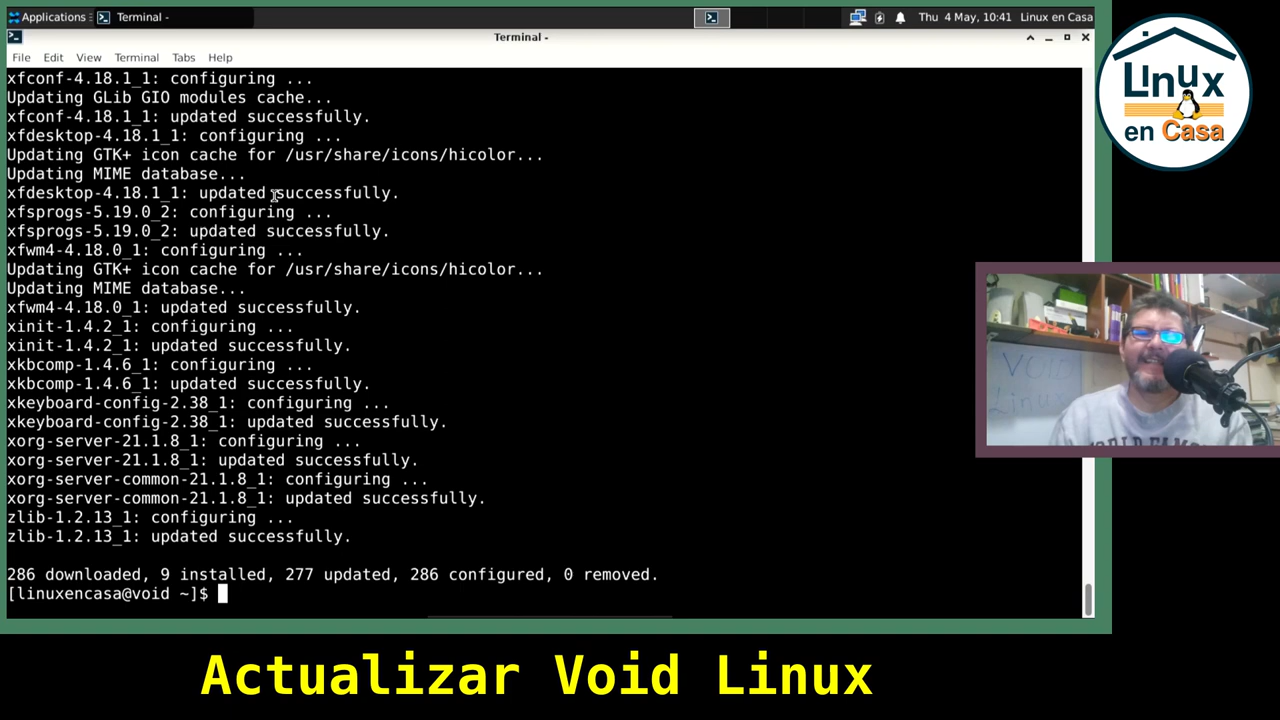 Applications
Terminal -
Thu 4 May, 10:41
Linux en Casa
Terminal -
File Edit View Terminal Tabs Help
xfconf-4.18.1_1: configuring ...
Updating GLib GIO modules cache...
xfconf-4.18.1_1: updated successfully.
xfdesktop-4.18.1_1: configuring ...
Updating GTK+ icon cache for /usr/share/icons/hicolor...
Updating MIME database...
xfdesktop-4.18.1_1: updated successfully.
xfsprogs-5.19.0_2: configuring ...
xfsprogs-5.19.0_2: updated successfully.
xfwm4-4.18.0_1: configuring ...
Updating GTK+ icon cache for /usr/share/icons/hicolor...
Updating MIME database...
xfwm4-4.18.0_1: updated successfully.
xinit-1.4.2_1: configuring ...
xinit-1.4.2_1: updated successfully.
xkbcomp-1.4.6_1: configuring ...
xkbcomp-1.4.6_1: updated successfully.
xkeyboard-config-2.38_1: configuring ...
xkeyboard-config-2.38_1: updated successfully.
xorg-server-21.1.8_1: configuring ...
xorg-server-21.1.8_1: updated successfully.
xorg-server-common-21.1.8_1: configuring ...
xorg-server-common-21.1.8_1: updated successfully.
zlib-1.2.13_1: configuring ...
zlib-1.2.13_1: updated successfully.
286 downloaded, 9 installed, 277 updated, 286 configured, 0 removed.
[linuxencasa@void ~]$
Linux
en Casa
VOID
Linux
WORLD FAM
Actualizar Void Linux